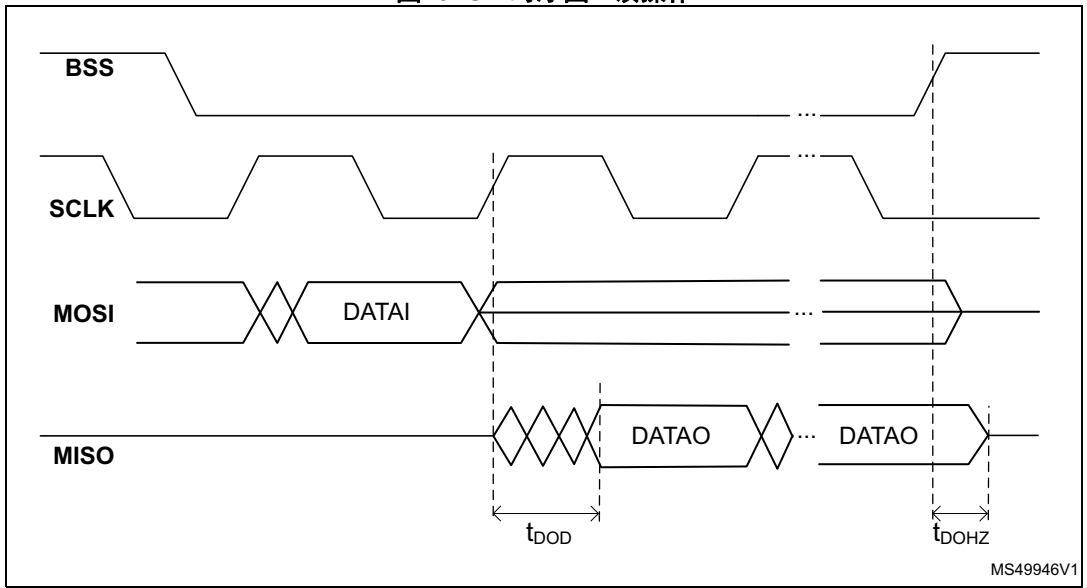 BSS
...
...
SCLK
MOSI
DATAI
...
MISO
DATAO
...
DATAO
tDOD
tDOHZ
MS49946V1